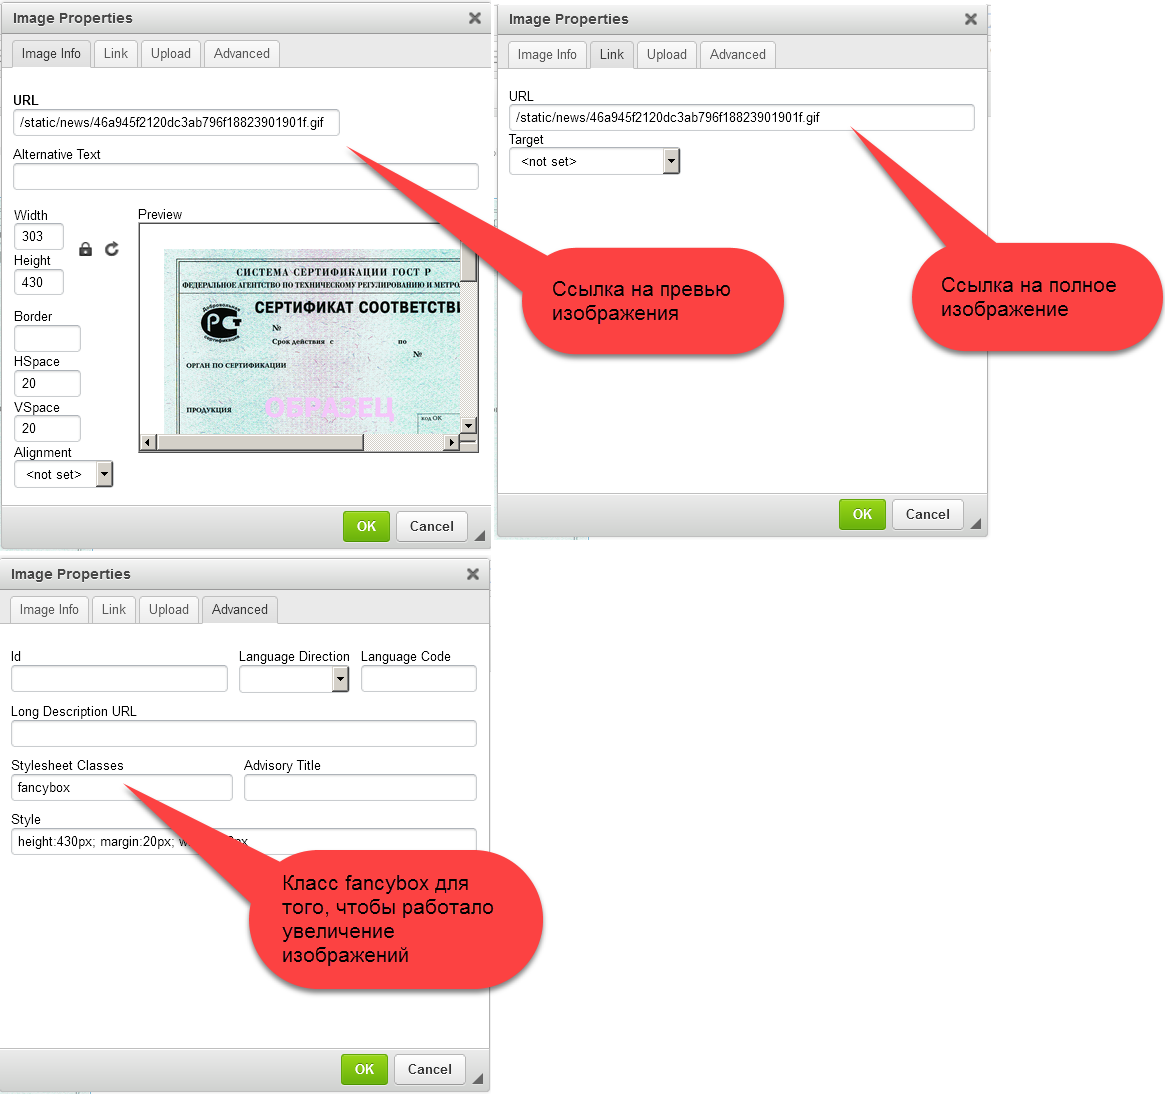 Image Properties
Image Info
Link
Upload
Advanced
URL
/static/news/46a945f2120dc3ab796f18823901901f.gif
Alternative Text
Width
303
Height
430
Border
HSpace
20
VSpace
20
Alignment
<not set>
Preview
СИСТЕМА СЕРТИФИКАЦИИ ГОСТ Р
ФЕДЕРАЛЬНОЕ АГЕНТСТВО ПО ТЕХНИЧЕСКОМУ РЕГУЛИРОВАНИЮ И МЕТРО
Добровольная
РСТ
сертификация
СЕРТИФИКАТ СООТВЕТСТВ
№
Срок действия с
по
№
ОРГАН ПО СЕРТИФИКАЦИИ
ПРОДУКЦИЯ
ОБРАЗЕЦ
код ОК
OK
Cancel
Ссылка на превью
изображения
Image Properties
Image Info
Link
Upload
Advanced
URL
/static/news/46a945f2120dc3ab796f18823901901f.gif
Target
<not set>
Ссылка на полное
изображение
OK
Cancel
Image Properties
Image Info
Link
Upload
Advanced
Id
Language Direction
Language Code
Long Description URL
Stylesheet Classes
fancybox
Advisory Title
Style
height:430px; margin:20px;
Класс fancybox для
того, чтобы работало
увеличение
изображений
OK
Cancel